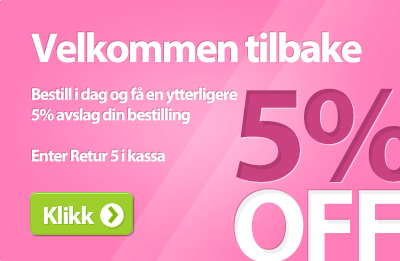 Velkommen tilbake
Bestill i dag og få en ytterligere
5% avslag din bestilling
Enter Retur 5 i kassa
5%
OFF
Klikk